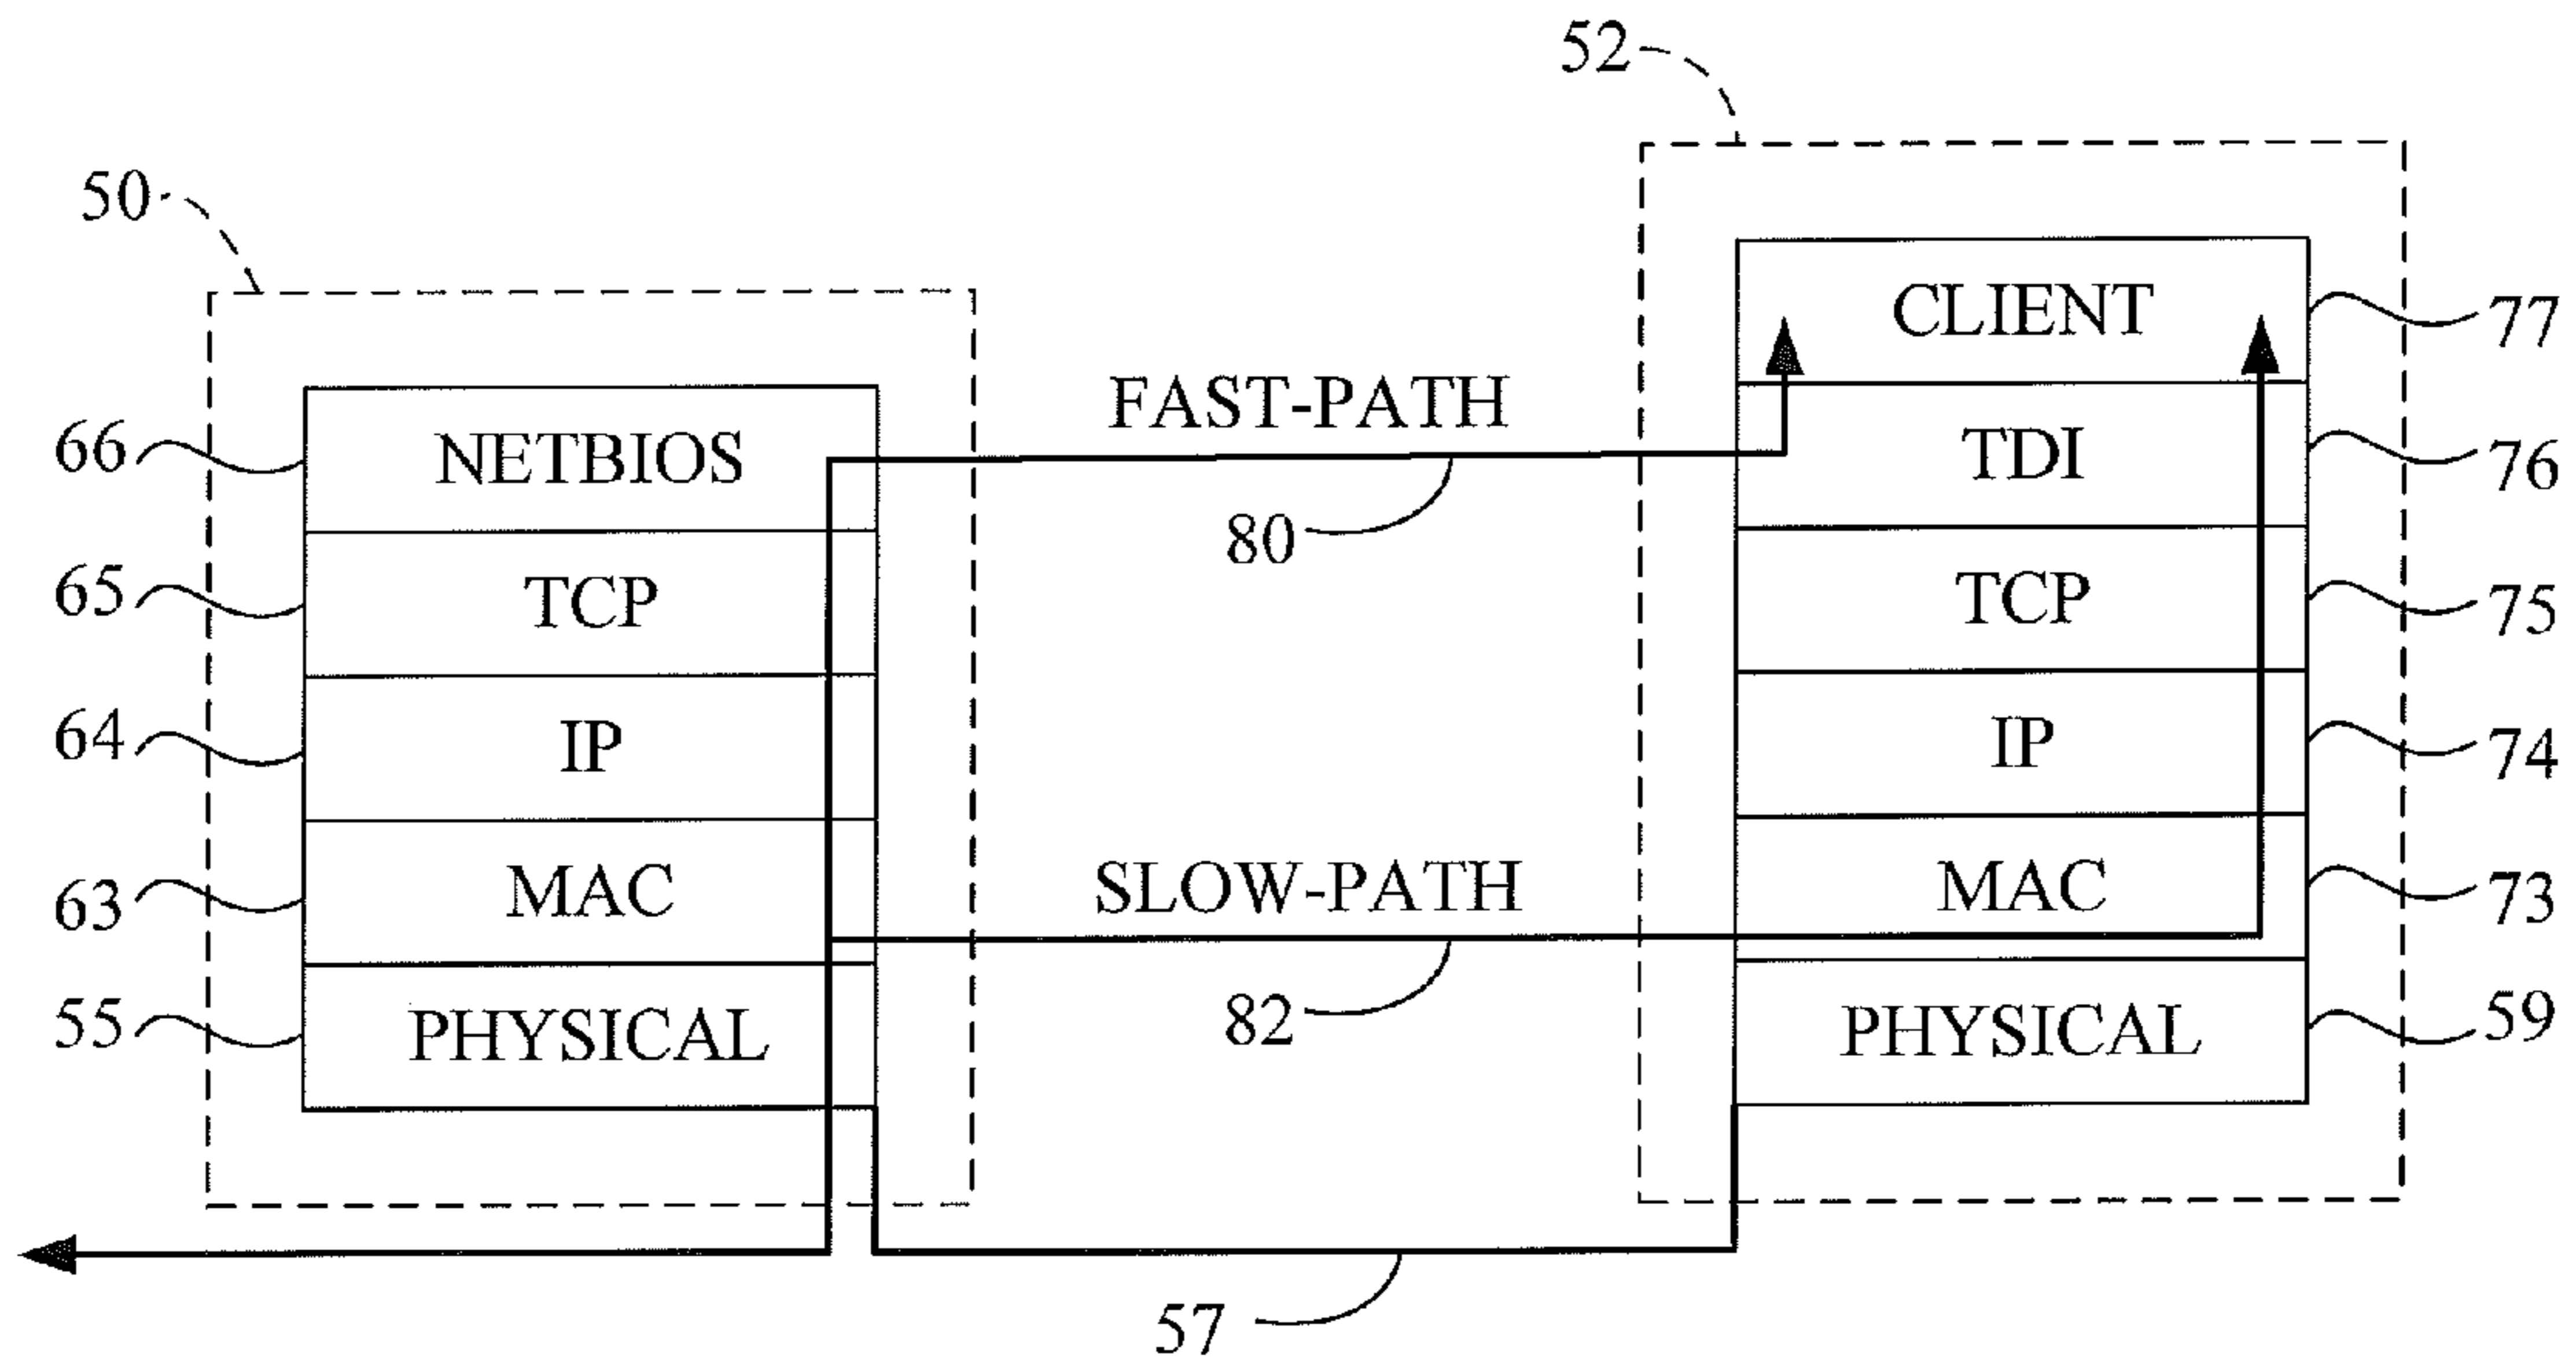 52
50
CLIENT 77
FAST-PATH
66 NETBIOS
TDI 76
80
65 TCP
TCP 75
64 IP
IP 74
SLOW-PATH
63 MAC
MAC 73
82
55 PHYSICAL
PHYSICAL 59
57